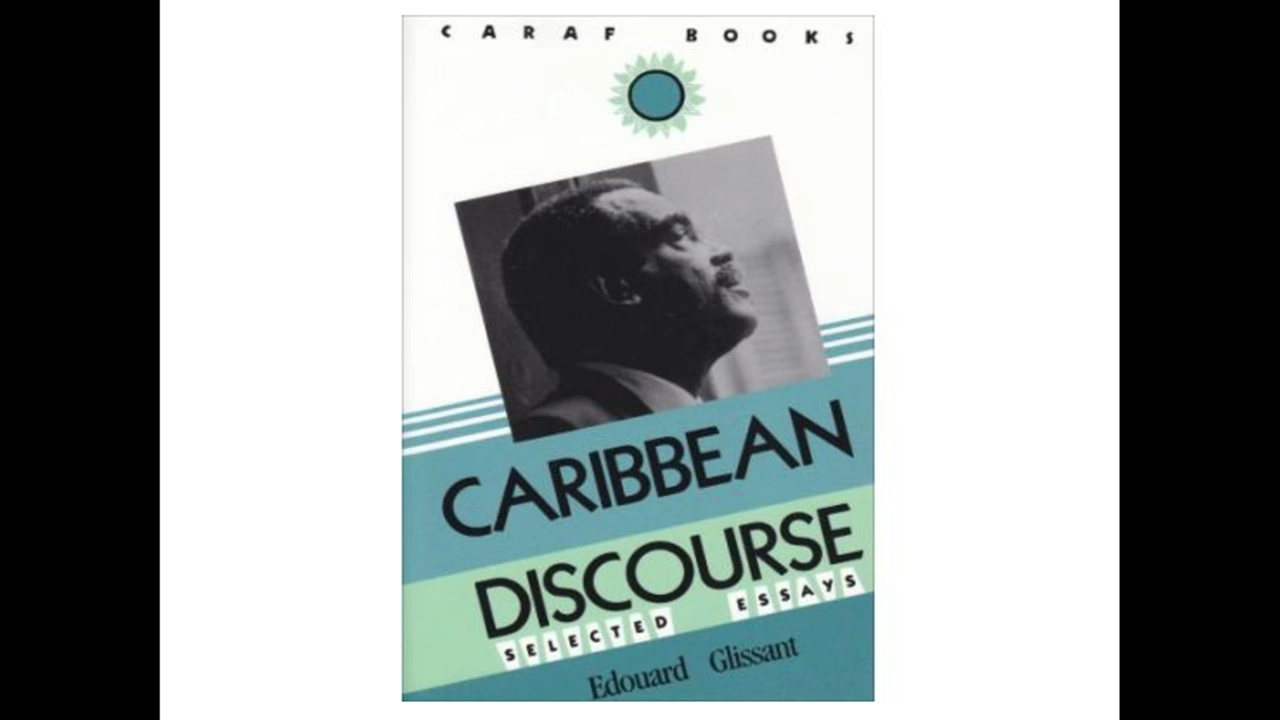 CARAF BOOKS
CARIBBEAN
DISCOURSE
SELECTED ESSAYS
Edouard Glissant